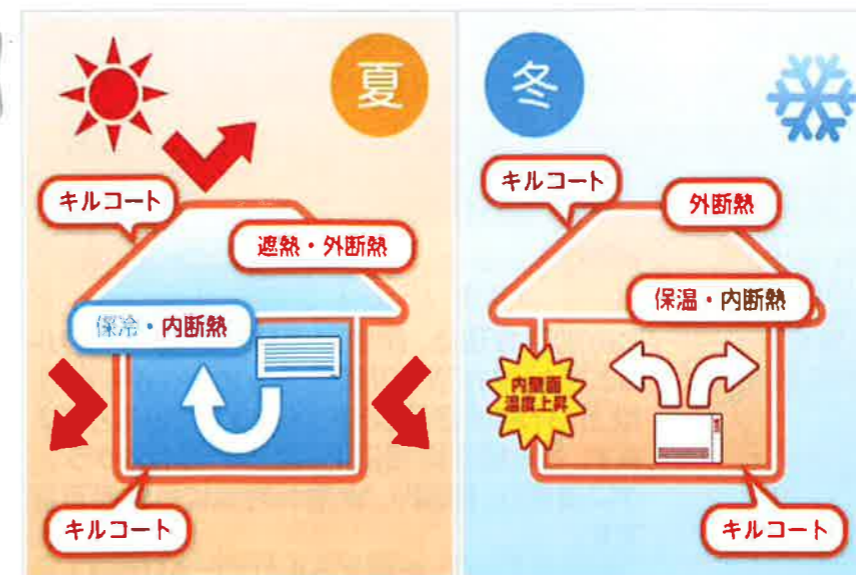 夏
キルコート
遮熱・外断熱
保冷・内断熱
キルコート
冬
キルコート
外断熱
保温・内断熱
内壁面
温度上昇
キルコート